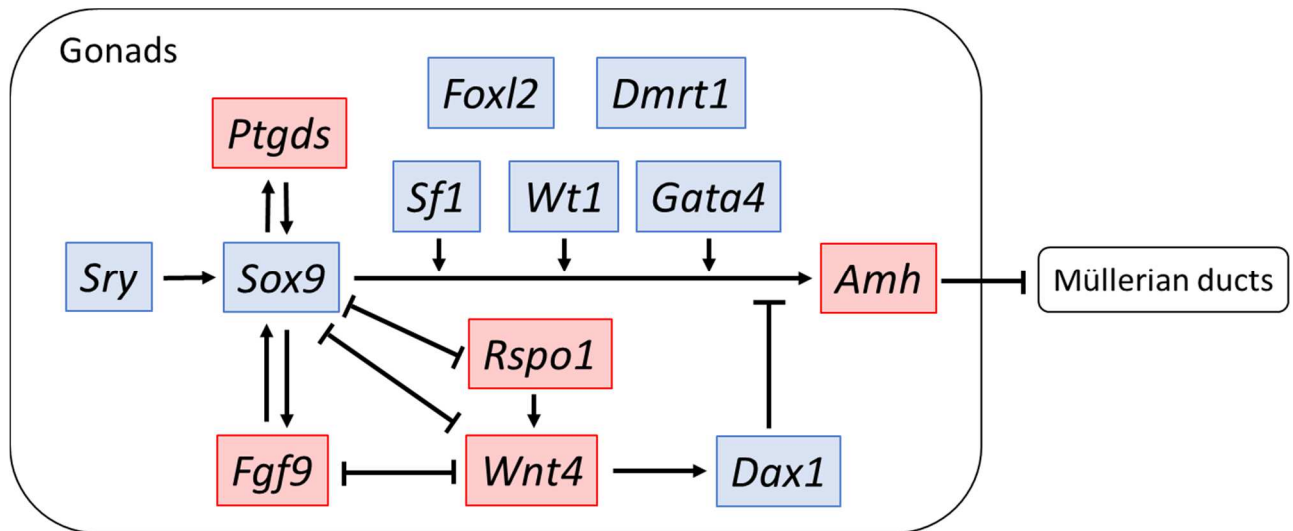 Gonads
Foxl2
Dmrt1
Ptgds
Sf1
Wt1
Gata4
Sry
Sox9
Amh
Müllerian ducts
Rspo1
Fgf9
Wnt4
Dax1